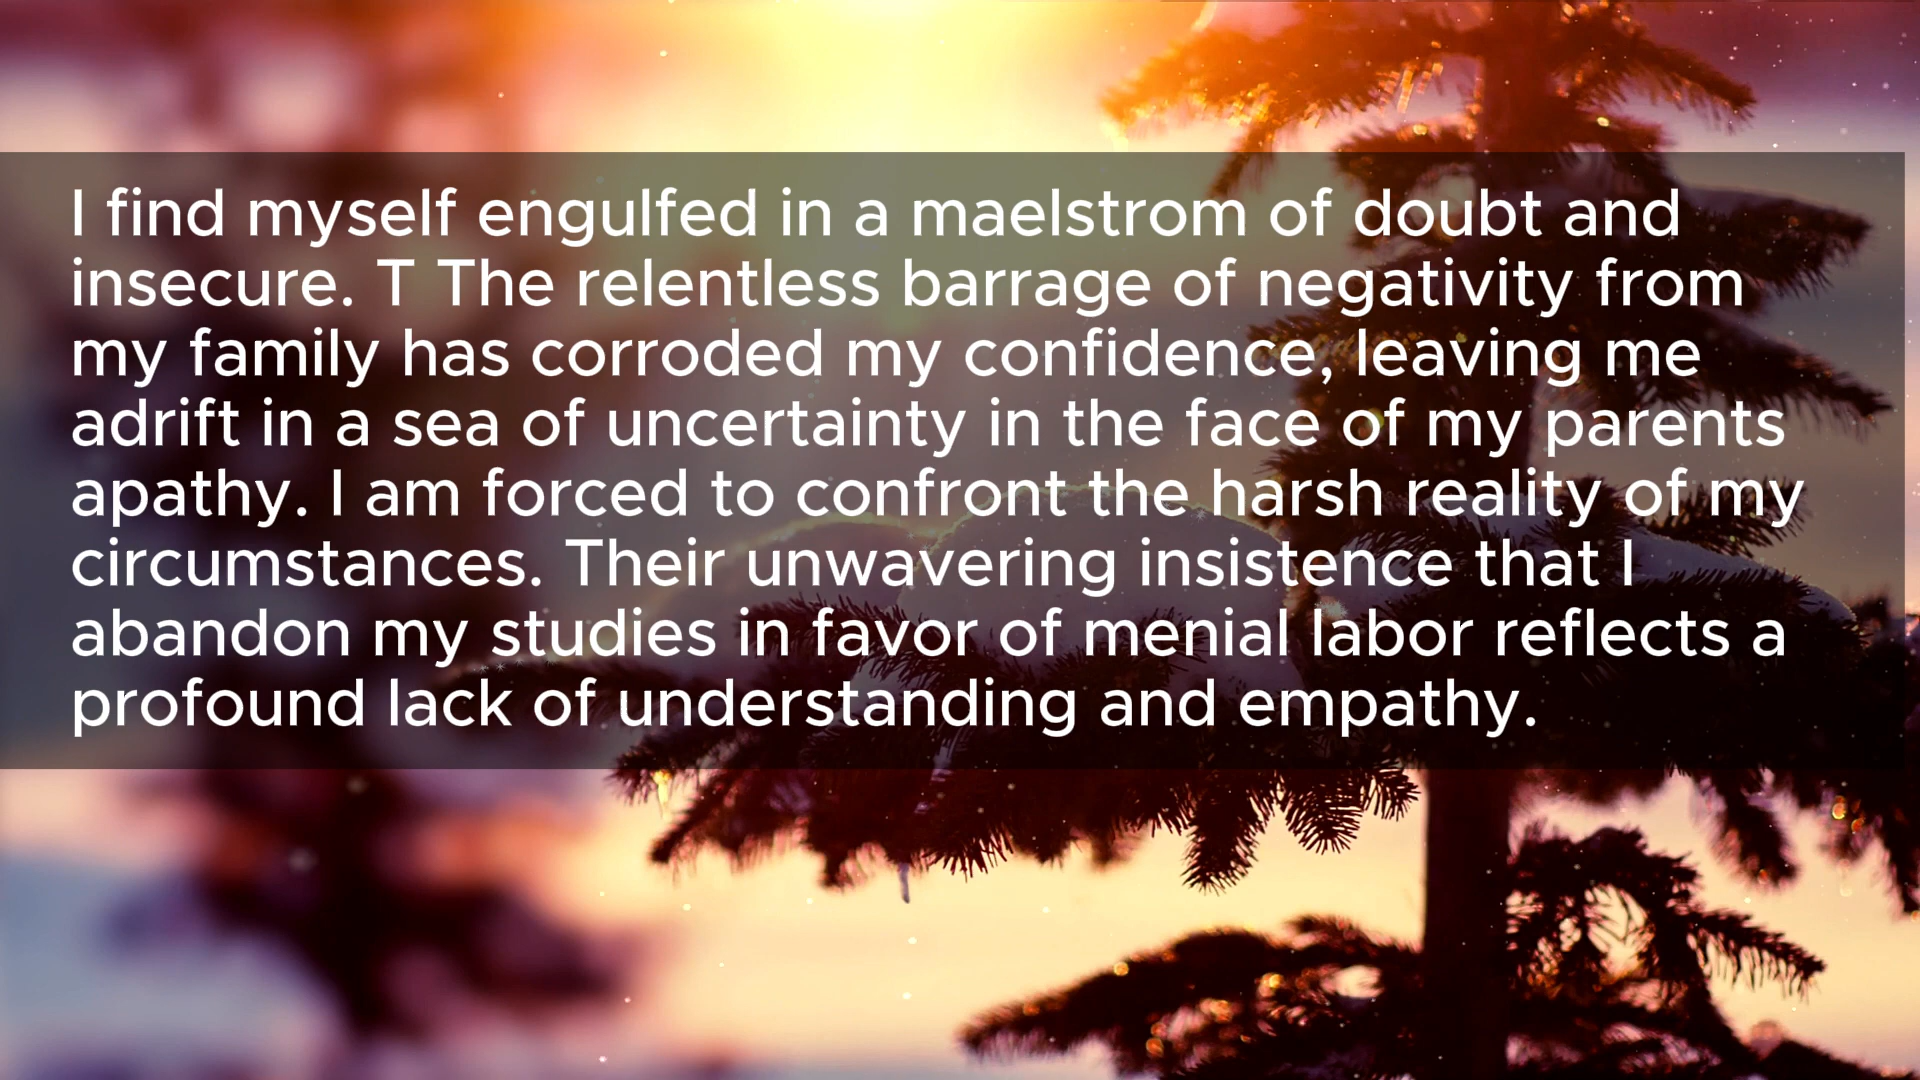 I find myself engulfed in a maelstrom of doubt and
insecure. T The relentless barrage of negativity from
my family has corroded my confidence, leaving me
adrift in a sea of uncertainty in the face of my parents
apathy. I am forced to confront the harsh reality of my
circumstances. Their unwavering insistence that I
abandon my studies in favor of menial labor reflects a
profound lack of understanding and empathy.